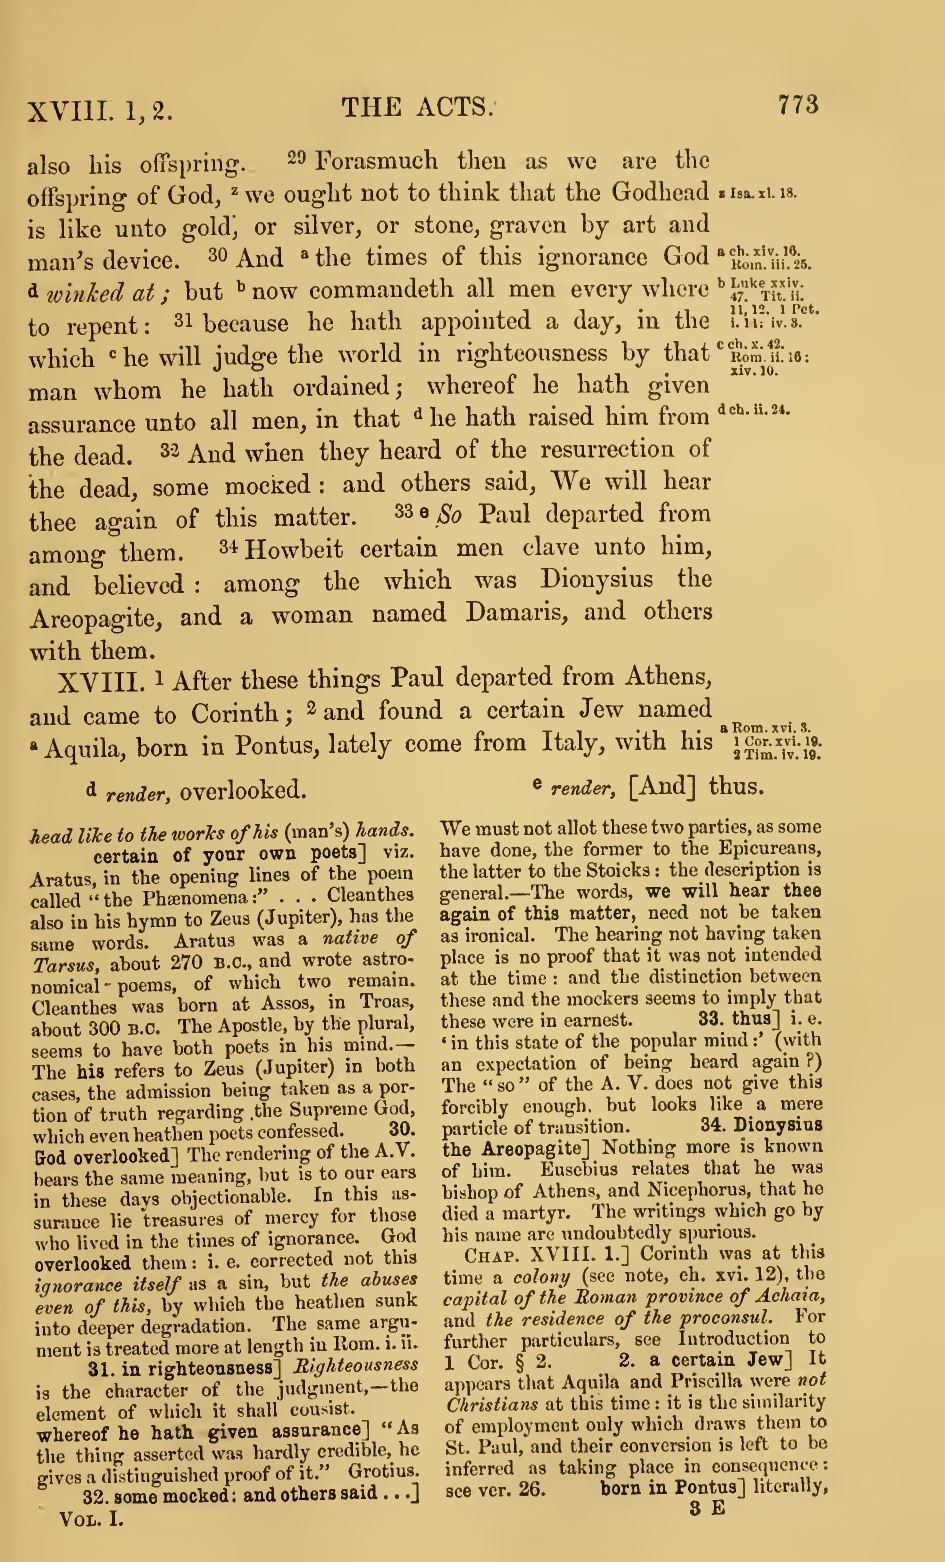 XVIII. 1, 2. THE ACTS. 773
also his offspring. 29 Forasmuch then as we are the
offspring of God, z we ought not to think that the Godhead
is like unto gold, or silver, or stone, graven by art and
man's device. 30 And a the times of this ignorance God
d winked at; but b now commandeth all men every where
to repent: 31 because he hath appointed a day, in the
which c he will judge the world in righteousness by that
man whom he hath ordained; whereof he hath given
assurance unto all men, in that d he hath raised him from
the dead. 32 And when they heard of the resurrection of
the dead, some mocked: and others said, We will hear
thee again of this matter. 33 e So Paul departed from
among them. 34 Howbeit certain men clave unto him,
and believed: among the which was Dionysius the
Areopagite, and a woman named Damaris, and others
with them.
XVIII. 1 After these things Paul departed from Athens,
and came to Corinth; 2 and found a certain Jew named
a Aquila, born in Pontus, lately come from Italy, with his
z Isa. xl. 18.
a ch. xiv. 16.
Rom. iii. 25.
b Luke xxiv.
47. Tit. ii.
11, 12. 1 Pet.
i. 14: iv. 3.
c ch. x. 42.
Rom. ii. 16:
xiv. 10.
d ch. ii. 24.
a Rom. xvi. 3.
1 Cor. xvi. 19.
2 Tim. iv. 19.
d render, overlooked.
e render, [And] thus.
head like to the works of his (man's) hands.
certain of your own poets] viz.
Aratus, in the opening lines of the poem
called "the Phænomena:" . . . Cleanthes
also in his hymn to Zeus (Jupiter), has the
same words. Aratus was a native of
Tarsus, about 270 B.C., and wrote astro-
nomical-poems, of which two remain.
Cleanthes was born at Assos, in Troas,
about 300 B.C. The Apostle, by the plural,
seems to have both poets in his mind.—
The his refers to Zeus (Jupiter) in both
cases, the admission being taken as a por-
tion of truth regarding the Supreme God,
which even heathen poets confessed. 30.
God overlooked] The rendering of the A.V.
bears the same meaning, but is to our ears
in these days objectionable. In this as-
surance lie treasures of mercy for those
who lived in the times of ignorance. God
overlooked them: i. e. corrected not this
ignorance itself as a sin, but the abuses
even of this, by which the heathen sunk
into deeper degradation. The same argu-
ment is treated more at length in Rom. i. ii.
31. in righteousness] Righteousness
is the character of the judgment,—the
element of which it shall consist.
whereof he hath given assurance] "As
the thing asserted was hardly credible, he
gives a distinguished proof of it." Grotius.
32. some mocked: and others said . . .]
VOL. I.
We must not allot these two parties, as some
have done, the former to the Epicureans,
the latter to the Stoicks: the description is
general.—The words, we will hear thee
again of this matter, need not be taken
as ironical. The hearing not having taken
place is no proof that it was not intended
at the time: and the distinction between
these and the mockers seems to imply that
these were in earnest. 33. thus] i. e.
'in this state of the popular mind:' (with
an expectation of being heard again?)
The "so" of the A. V. does not give this
forcibly enough, but looks like a mere
particle of transition. 34. Dionysius
the Areopagite] Nothing more is known
of him. Eusebius relates that he was
bishop of Athens, and Nicephorus, that he
died a martyr. The writings which go by
his name are undoubtedly spurious.
CHAP. XVIII. 1.] Corinth was at this
time a colony (see note, ch. xvi. 12), the
capital of the Roman province of Achaia,
and the residence of the proconsul. For
further particulars, see Introduction to
1 Cor. § 2. 2. a certain Jew] It
appears that Aquila and Priscilla were not
Christians at this time: it is the similarity
of employment only which draws them to
St. Paul, and their conversion is left to be
inferred as taking place in consequence:
see ver. 26. born in Pontus] literally,
3 E